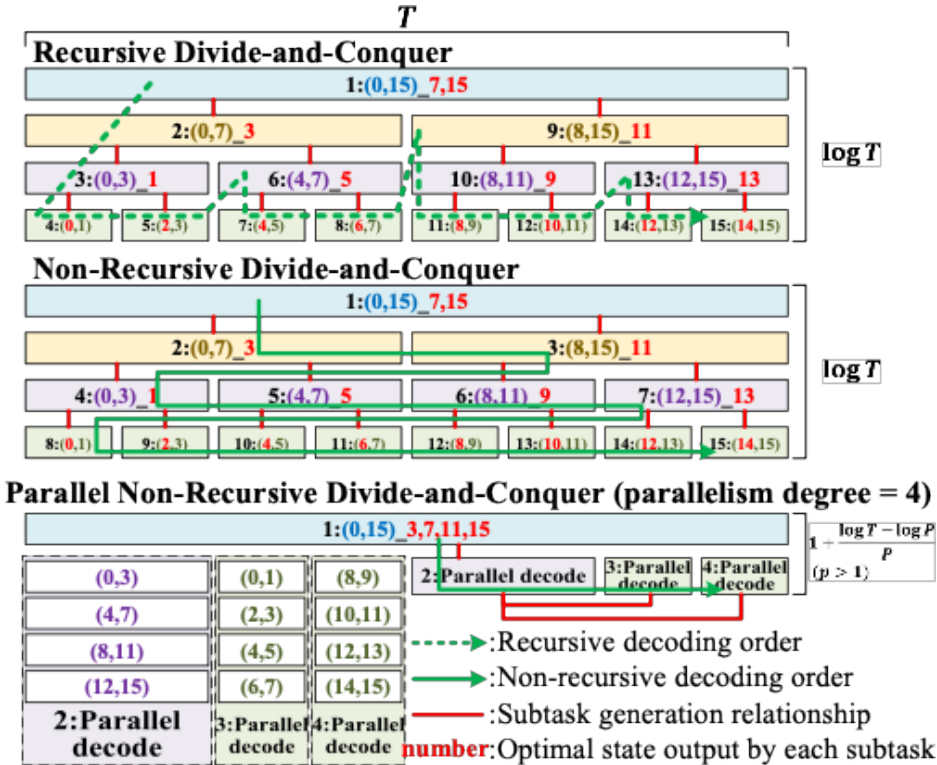 T
Recursive Divide-and-Conquer
1:(0,15)_7,15
2:(0,7)_3 9:(8,15)_11
3:(0,3)_1 6:(4,7)_5 10:(8,11)_9 13:(12,15)_13
4:(0,1) 5:(2,3) 7:(4,5) 8:(6,7) 11:(8,9) 12:(10,11) 14:(12,13) 15:(14,15)
log T
Non-Recursive Divide-and-Conquer
1:(0,15)_7,15
2:(0,7)_3 3:(8,15)_11
4:(0,3)_1 5:(4,7)_5 6:(8,11)_9 7:(12,15)_13
8:(0,1) 9:(2,3) 10:(4,5) 11:(6,7) 12:(8,9) 13:(10,11) 14:(12,13) 15:(14,15)
log T
Parallel Non-Recursive Divide-and-Conquer (parallelism degree = 4)
1:(0,15)_3,7,11,15
1 + (log T − log P)/P
(p > 1)
2:Parallel decode
3:Parallel
decode
4:Parallel
decode
(0,3) (0,1) (8,9)
(4,7) (2,3) (10,11)
(8,11) (4,5) (12,13)
(12,15) (6,7) (14,15)
2:Parallel
decode
3:Parallel
decode
4:Parallel
decode
:Recursive decoding order
:Non-recursive decoding order
:Subtask generation relationship
number:Optimal state output by each subtask